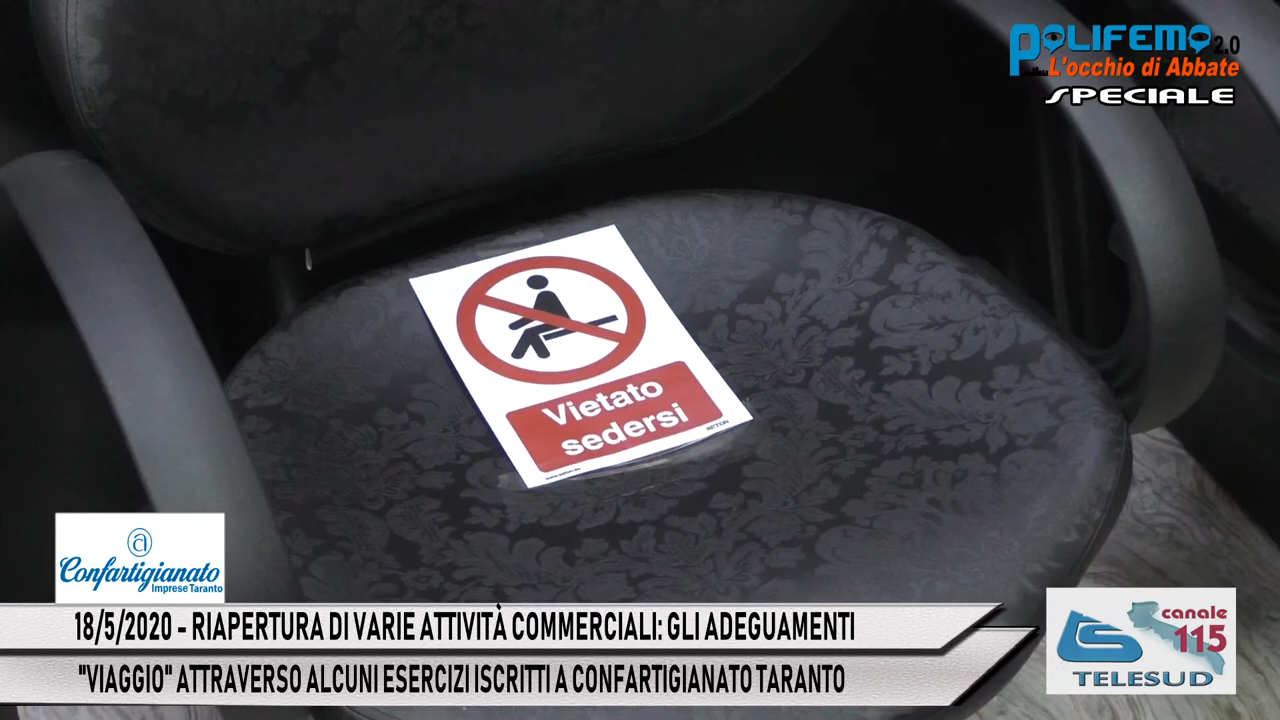 POLIFEMO 2.0
L'occhio di Abbate
SPECIALE
Vietato
sedersi
Confartigianato
Imprese Taranto
18/5/2020 - RIAPERTURA DI VARIE ATTIVITÀ COMMERCIALI: GLI ADEGUAMENTI
"VIAGGIO" ATTRAVERSO ALCUNI ESERCIZI ISCRITTI A CONFARTIGIANATO TARANTO
canale
115
TELESUD